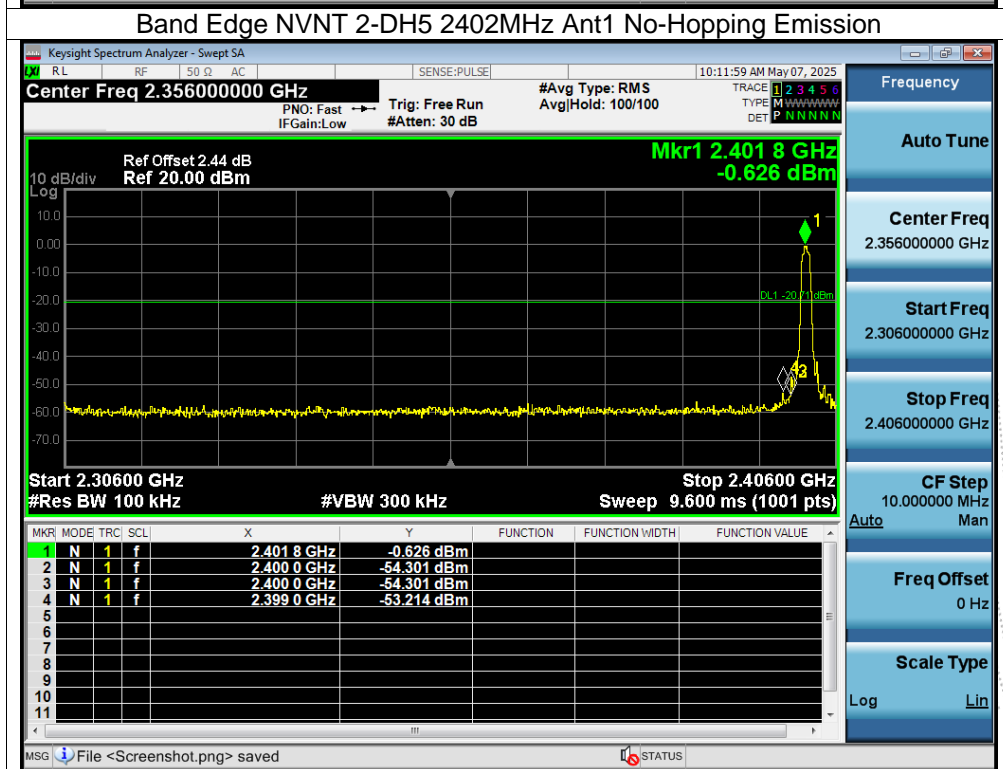 Band Edge NVNT 2-DH5 2402MHz Ant1 No-Hopping Emission
Keysight Spectrum Analyzer - Swept SA
LXI RL RF 50 Ω AC SENSE:PULSE 10:11:59 AM May 07, 2025
Center Freq 2.356000000 GHz #Avg Type: RMS TRACE 1 2 3 4 5 6
PNO: Fast Trig: Free Run Avg|Hold: 100/100 TYPE M WWWWW
IFGain:Low #Atten: 30 dB DET P N N N N N
Mkr1 2.401 8 GHz
-0.626 dBm
Ref Offset 2.44 dB
10 dB/div Ref 20.00 dBm
Log
10.0
0.00
-10.0
-20.0
-30.0
-40.0
-50.0
-60.0
-70.0
1
DL1 -20.71 dBm
Start 2.30600 GHz Stop 2.40600 GHz
#Res BW 100 kHz #VBW 300 kHz Sweep 9.600 ms (1001 pts)
MKR MODE TRC SCL X Y FUNCTION FUNCTION WIDTH FUNCTION VALUE
1 N 1 f 2.401 8 GHz -0.626 dBm
2 N 1 f 2.400 0 GHz -54.301 dBm
3 N 1 f 2.400 0 GHz -54.301 dBm
4 N 1 f 2.399 0 GHz -53.214 dBm
5
6
7
8
9
10
11
MSG File <Screenshot.png> saved STATUS
Frequency
Auto Tune
Center Freq
2.356000000 GHz
Start Freq
2.306000000 GHz
Stop Freq
2.406000000 GHz
CF Step
10.000000 MHz
Auto Man
Freq Offset
0 Hz
Scale Type
Log Lin